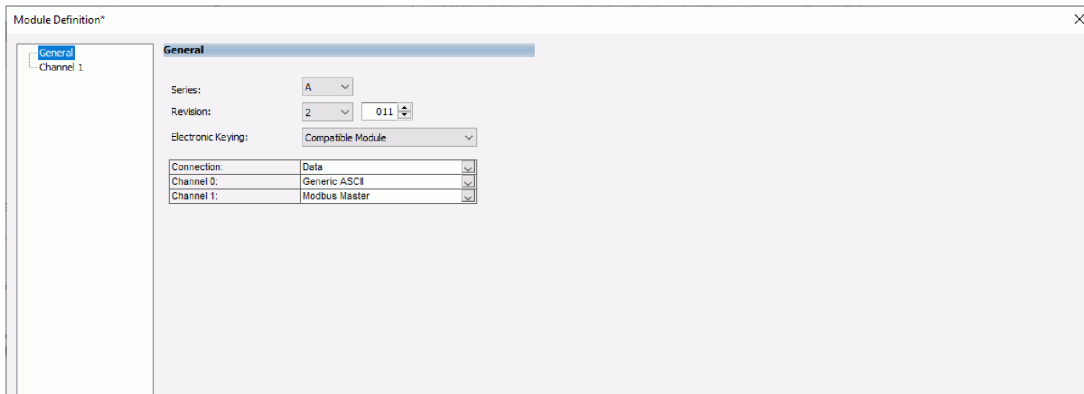 Module Definition*
General
Channel 1
General
Series: A
Revision: 2 011
Electronic Keying: Compatible Module
Connection: Data
Channel 0: Generic ASCII
Channel 1: Modbus Master